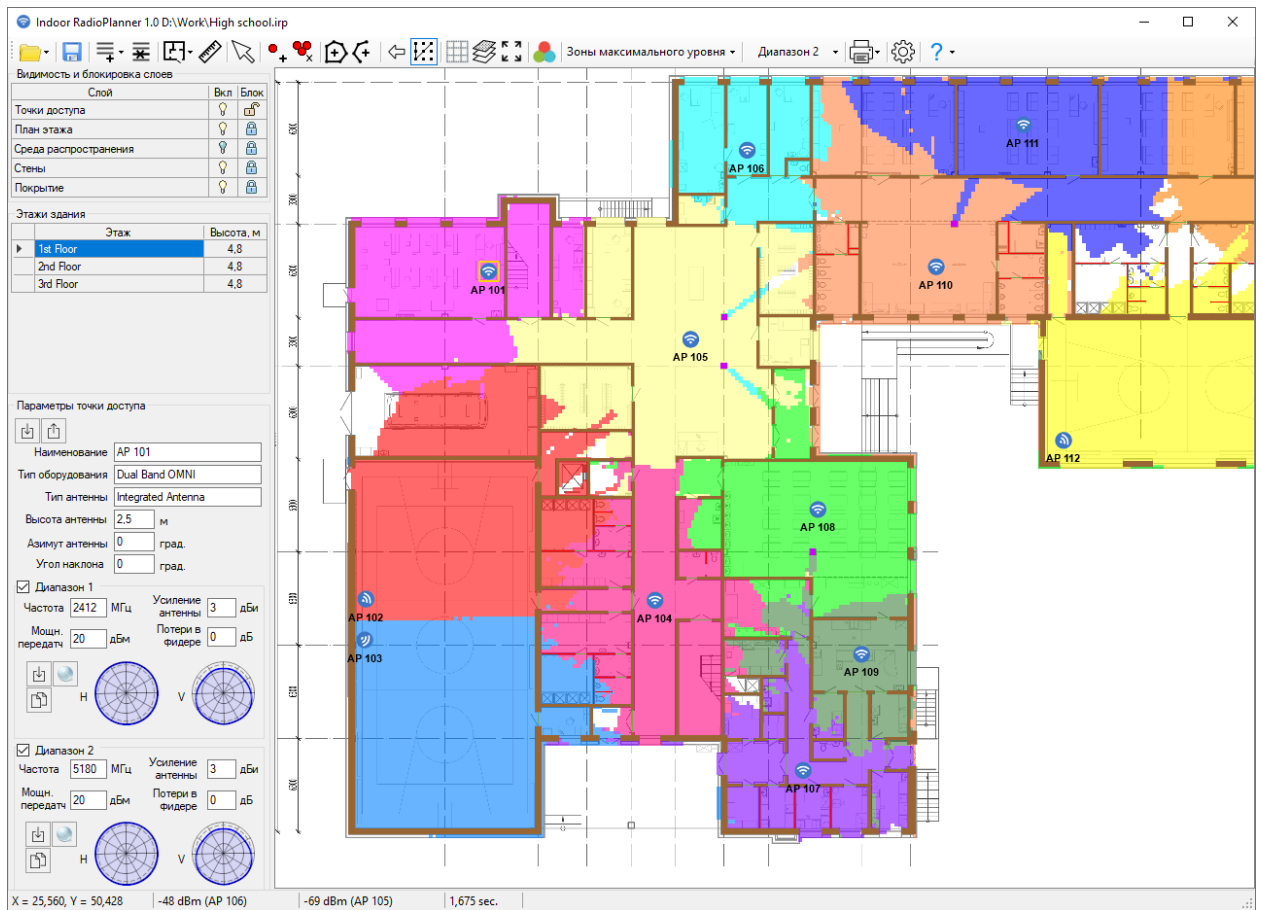 Indoor RadioPlanner 1.0 D:\Work\High school.irp
Зоны максимального уровня
Диапазон 2
Видимость и блокировка слоев
Слой Вкл Блок
Точки доступа
План этажа
Среда распространения
Стены
Покрытие
Этажи здания
Этаж Высота, м
1st Floor 4,8
2nd Floor 4,8
3rd Floor 4,8
Параметры точки доступа
Наименование AP 101
Тип оборудования Dual Band OMNI
Тип антенны Integrated Antenna
Высота антенны 2,5 м
Азимут антенны 0 град.
Угол наклона 0 град.
Диапазон 1
Частота 2412 МГц Усиление антенны 3 дБи
Мощн. передатч 20 дБм Потери в фидере 0 дБ
H V
Диапазон 2
Частота 5180 МГц Усиление антенны 3 дБи
Мощн. передатч 20 дБм Потери в фидере 0 дБ
H V
AP 111
AP 106
AP 101
AP 110
AP 105
AP 112
AP 108
AP 102
AP 104
AP 103
AP 109
AP 107
X = 25,560, Y = 50,428 -48 dBm (AP 106) -69 dBm (AP 105) 1,675 sec.